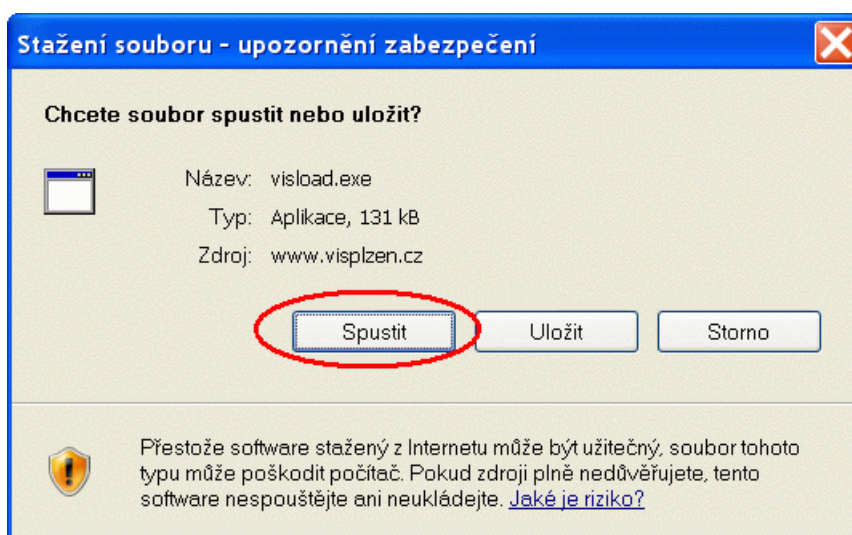 Stažení souboru - upozornění zabezpečení
Chcete soubor spustit nebo uložit?
Název: visload.exe
Typ: Aplikace, 131 kB
Zdroj: www.visplzen.cz
Spustit Uložit Storno
Přestože software stažený z Internetu může být užitečný, soubor tohoto
typu může poškodit počítač. Pokud zdroji plně nedůvěřujete, tento
software nespouštějte ani neukládejte. Jaké je riziko?